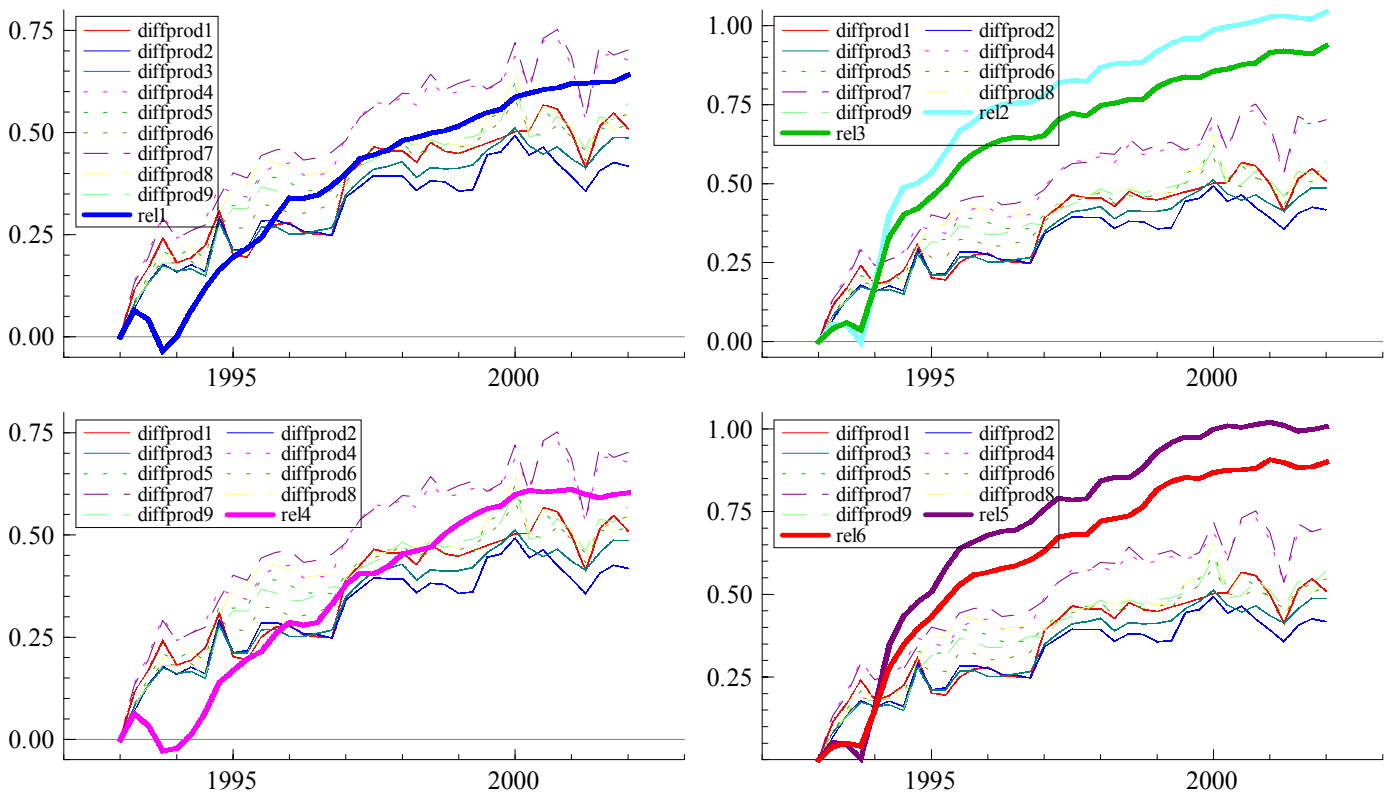 0.75
0.50
0.25
0.00
1995 2000
diffprod1
diffprod2
diffprod3
diffprod4
diffprod5
diffprod6
diffprod7
diffprod8
diffprod9
rel1
1.00
0.75
0.50
0.25
0.00
1995 2000
diffprod1 diffprod2
diffprod3 diffprod4
diffprod5 diffprod6
diffprod7 diffprod8
diffprod9 rel2
rel3
0.75
0.50
0.25
0.00
1995 2000
diffprod1 diffprod2
diffprod3 diffprod4
diffprod5 diffprod6
diffprod7 diffprod8
diffprod9 rel4
1.00
0.75
0.50
0.25
1995 2000
diffprod1 diffprod2
diffprod3 diffprod4
diffprod5 diffprod6
diffprod7 diffprod8
diffprod9 rel5
rel6